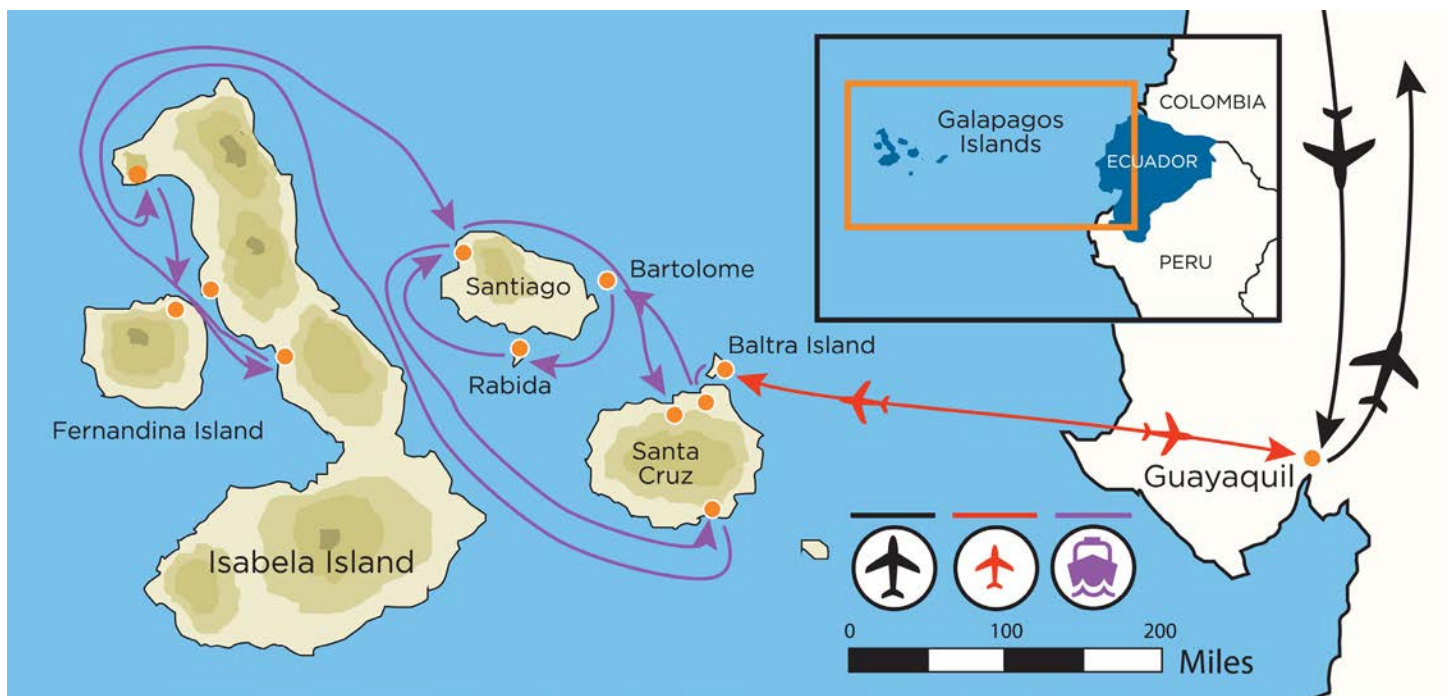 COLOMBIA
Galapagos
Islands
ECUADOR
PERU
Santiago
Bartolome
Rabida
Baltra Island
Fernandina Island
Santa
Cruz
Guayaquil
Isabela Island
0 100 200
Miles